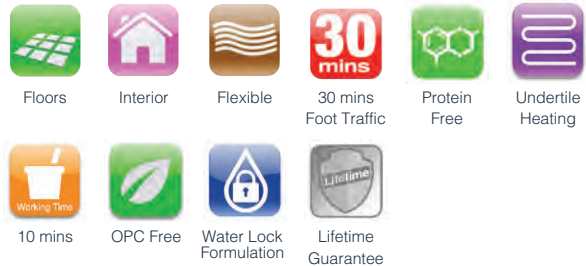 30
mins
Floors
Interior
Flexible
30 mins
Foot Traffic
Protein
Free
Undertile
Heating
Working Time
Lifetime
10 mins
OPC Free
Water Lock
Formulation
Lifetime
Guarantee